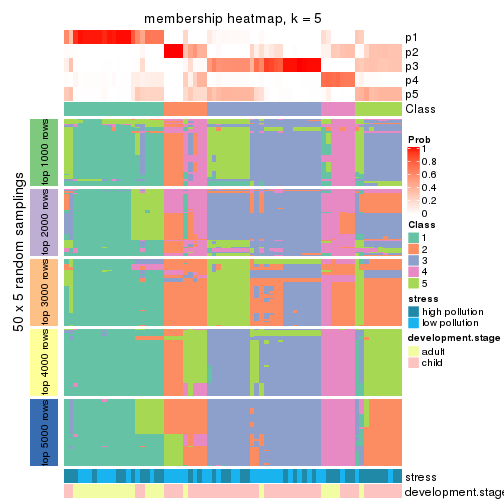 membership heatmap, k = 5
p1
p2
p3
p4
p5
Class
50 x 5 random samplings
top 1000 rows
top 2000 rows
top 3000 rows
top 4000 rows
top 5000 rows
stress
development.stage
Prob
1
0.8
0.6
0.4
0.2
0
Class
1
2
3
4
5
stress
high pollution
low pollution
development.stage
adult
child